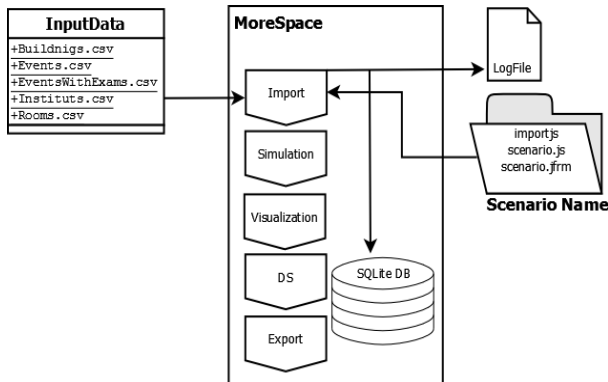 InputData
+Buildnigs.csv
+Events.csv
+EventsWithExams.csv
+Instituts.csv
+Rooms.csv
MoreSpace
Import
Simulation
Visualization
DS
Export
SQLite DB
LogFile
importjs
scenario.js
scenario.jfrm
Scenario Name